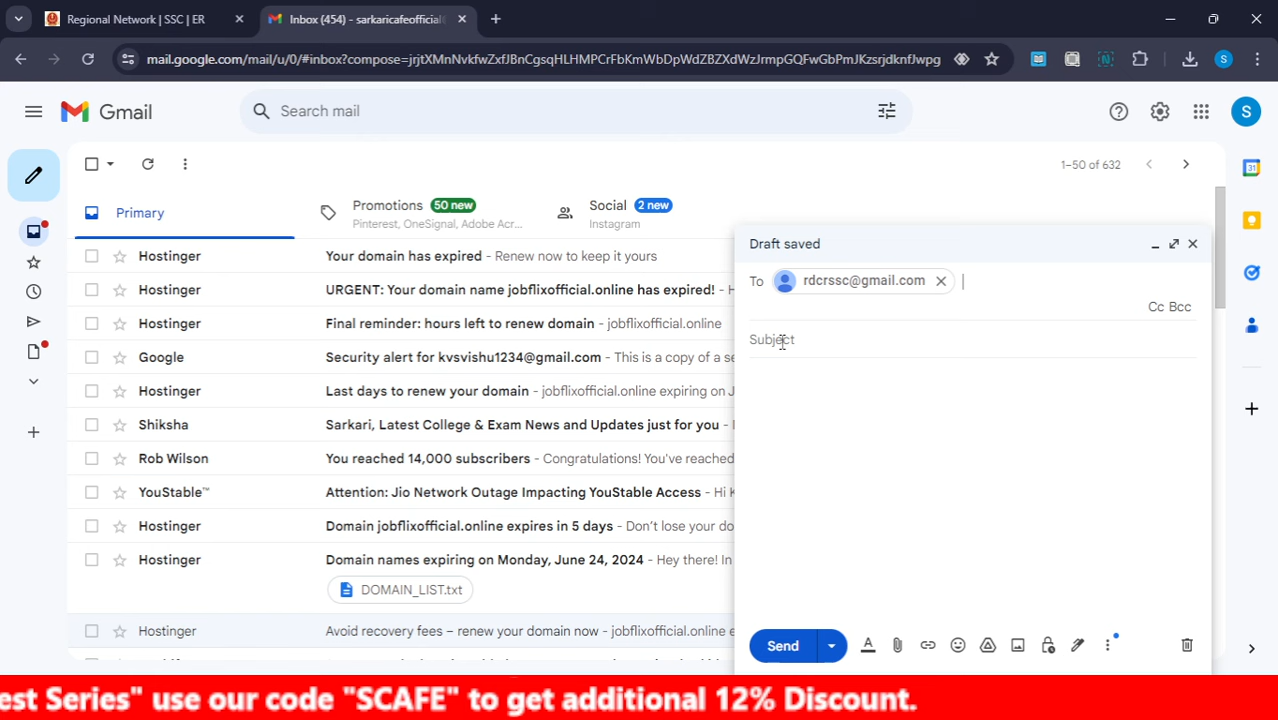 Regional Network | SSC | ER
Inbox (454) - sarkaricafeofficial
mail.google.com/mail/u/0/#inbox?compose=jrjtXMnNvkfwZxfJBnCgsqHLHMPCrFbKmWbDpWdZBZXdWzJrmpGQFwGbPmJKzsrjdknfJwpg
S
Gmail
Search mail
S
1–50 of 632
31
Primary
Promotions 50 new
Pinterest, OneSignal, Adobe Acr...
Social 2 new
Instagram
Hostinger Your domain has expired - Renew now to keep it yours
Hostinger URGENT: Your domain name jobflixofficial.online has expired! - H
Hostinger Final reminder: hours left to renew domain - jobflixofficial.online
Google Security alert for kvsvishu1234@gmail.com - This is a copy of a se
Hostinger Last days to renew your domain - jobflixofficial.online expiring on J
Shiksha Sarkari, Latest College & Exam News and Updates just for you -
Rob Wilson You reached 14,000 subscribers - Congratulations! You've reached
YouStable™ Attention: Jio Network Outage Impacting YouStable Access - Hi K
Hostinger Domain jobflixofficial.online expires in 5 days - Don't lose your do
Hostinger Domain names expiring on Monday, June 24, 2024 - Hey there! In
DOMAIN_LIST.txt
Hostinger Avoid recovery fees – renew your domain now - jobflixofficial.online e
Draft saved
To rdcrssc@gmail.com
Cc Bcc
Subject
Send
est Series" use our code "SCAFE" to get additional 12% Discount.